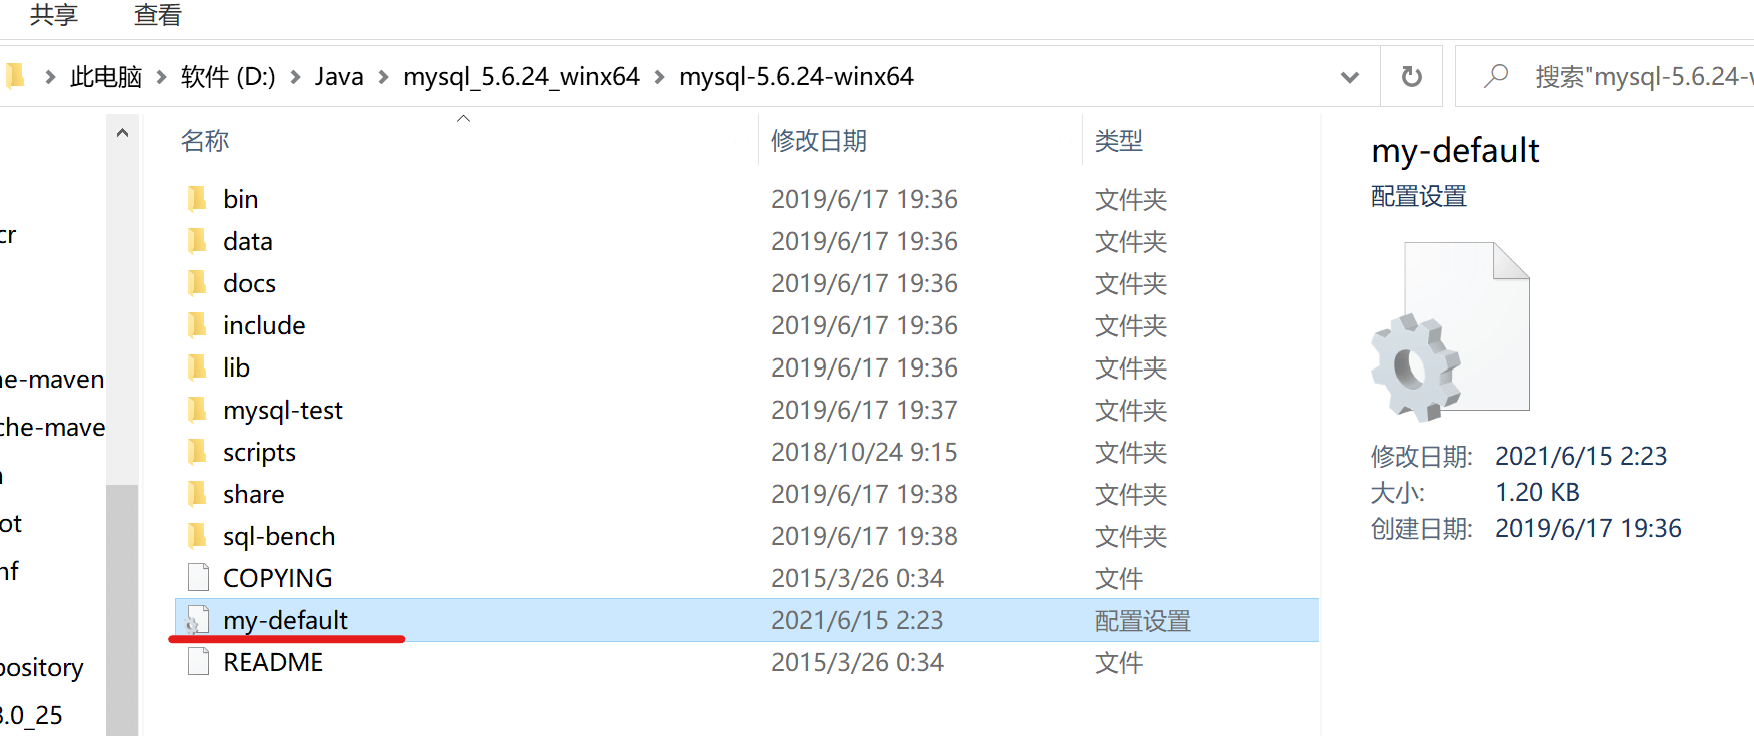 共享 查看
此电脑 软件 (D:) Java mysql_5.6.24_winx64 mysql-5.6.24-winx64 搜索"mysql-5.6.24-
名称 修改日期 类型
bin 2019/6/17 19:36 文件夹
data 2019/6/17 19:36 文件夹
docs 2019/6/17 19:36 文件夹
include 2019/6/17 19:36 文件夹
lib 2019/6/17 19:36 文件夹
mysql-test 2019/6/17 19:37 文件夹
scripts 2018/10/24 9:15 文件夹
share 2019/6/17 19:38 文件夹
sql-bench 2019/6/17 19:38 文件夹
COPYING 2015/3/26 0:34 文件
my-default 2021/6/15 2:23 配置设置
README 2015/3/26 0:34 文件
cr
ne-maven
che-mave
ot
nf
pository
3.0_25
my-default
配置设置
修改日期: 2021/6/15 2:23
大小: 1.20 KB
创建日期: 2019/6/17 19:36